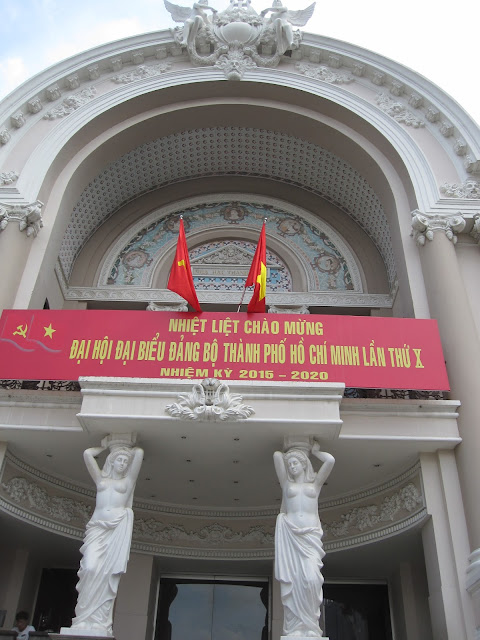 NHIỆT LIỆT CHÀO MỪNG
ĐẠI HỘI ĐẠI BIỂU ĐẢNG BỘ THÀNH PHỐ HỒ CHÍ MINH LẦN THỨ X
NHIỆM KỲ 2015 - 2020